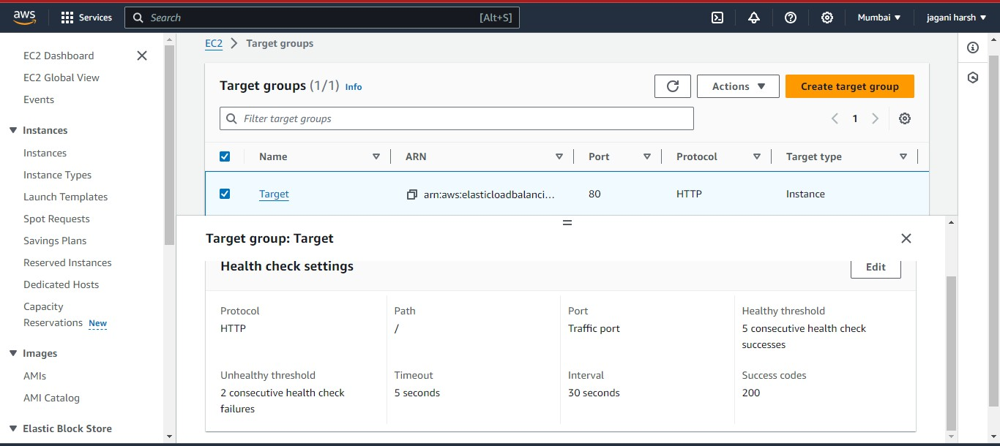 aws
Services
Search
[Alt+S]
Mumbai
jagani harsh
EC2 Dashboard
EC2 Global View
Events
Instances
Instances
Instance Types
Launch Templates
Spot Requests
Savings Plans
Reserved Instances
Dedicated Hosts
Capacity
Reservations New
Images
AMIs
AMI Catalog
Elastic Block Store
EC2 Target groups
Target groups (1/1) Info
Actions
Create target group
Filter target groups
1
Name ARN Port Protocol Target type
Target arn:aws:elasticloadbalanci... 80 HTTP Instance
Target group: Target
Health check settings
Edit
Protocol
HTTP
Path
/
Port
Traffic port
Healthy threshold
5 consecutive health check
successes
Unhealthy threshold
2 consecutive health check
failures
Timeout
5 seconds
Interval
30 seconds
Success codes
200